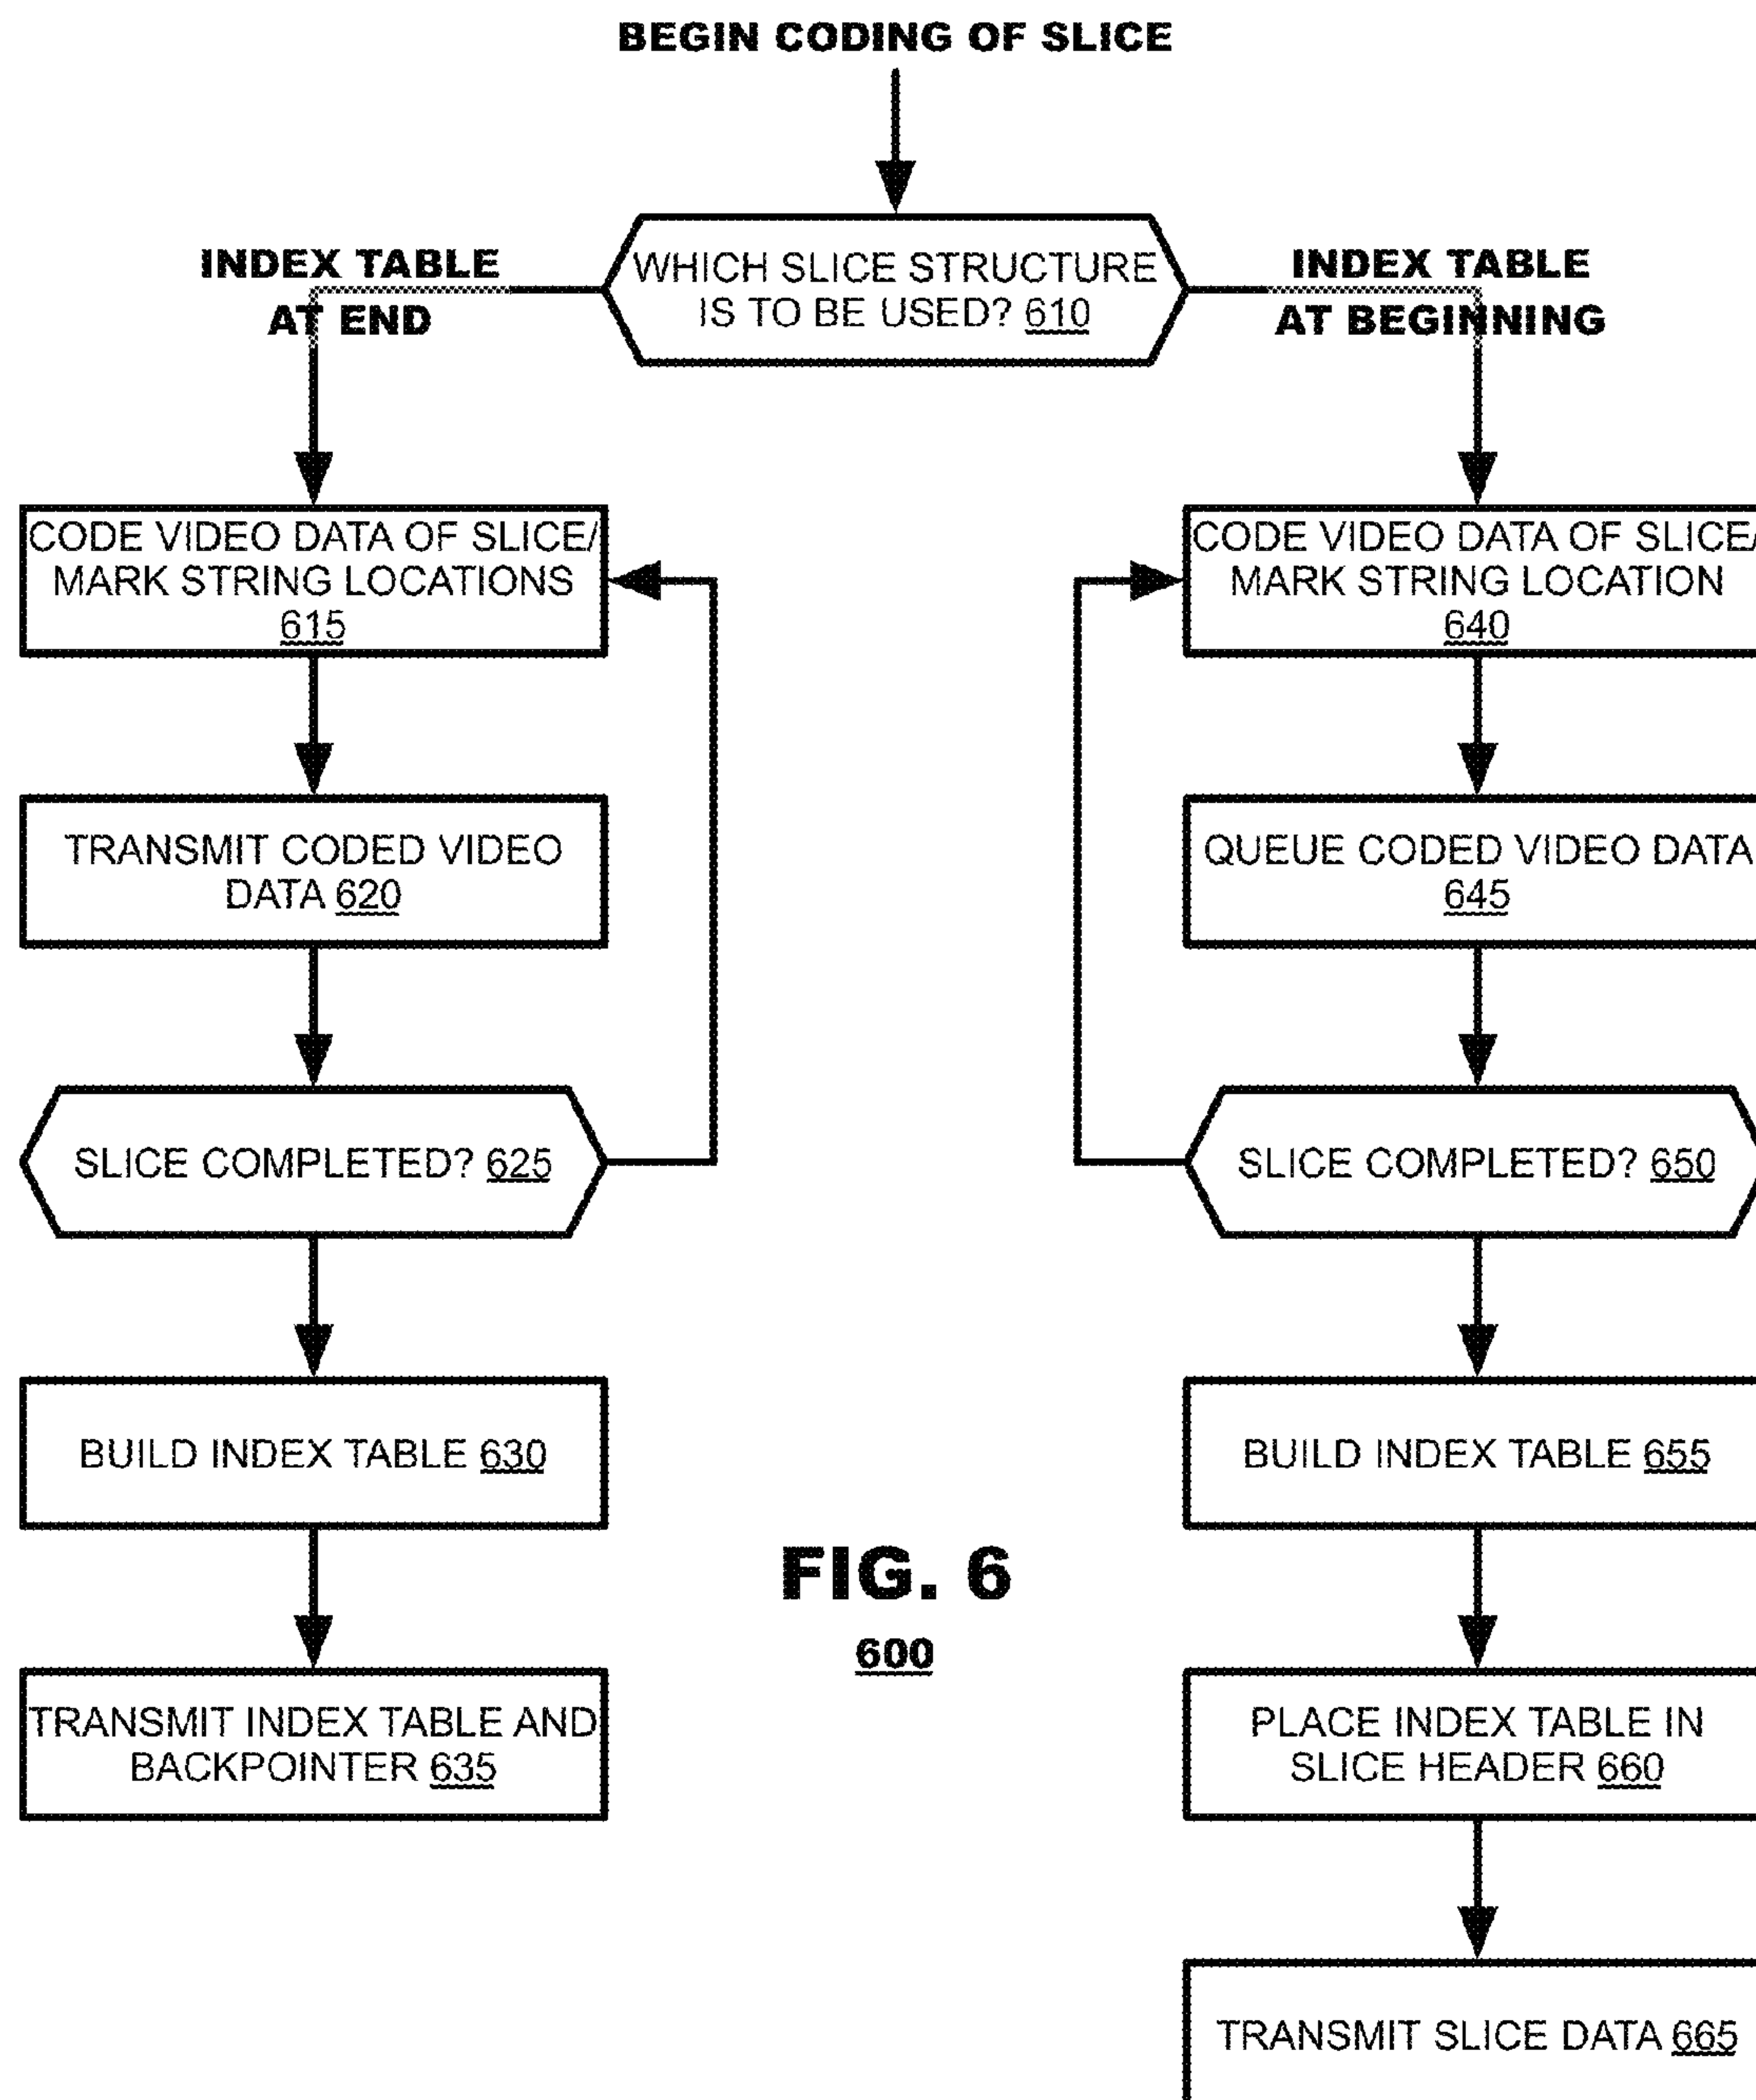 BEGIN CODING OF SLICE
WHICH SLICE STRUCTURE
IS TO BE USED? 610
INDEX TABLE
AT END
INDEX TABLE
AT BEGINNING
CODE VIDEO DATA OF SLICE/
MARK STRING LOCATIONS
615
TRANSMIT CODED VIDEO
DATA 620
SLICE COMPLETED? 625
BUILD INDEX TABLE 630
TRANSMIT INDEX TABLE AND
BACKPOINTER 635
CODE VIDEO DATA OF SLICE/
MARK STRING LOCATION
640
QUEUE CODED VIDEO DATA
645
SLICE COMPLETED? 650
BUILD INDEX TABLE 655
PLACE INDEX TABLE IN
SLICE HEADER 660
TRANSMIT SLICE DATA 665
FIG. 6
600